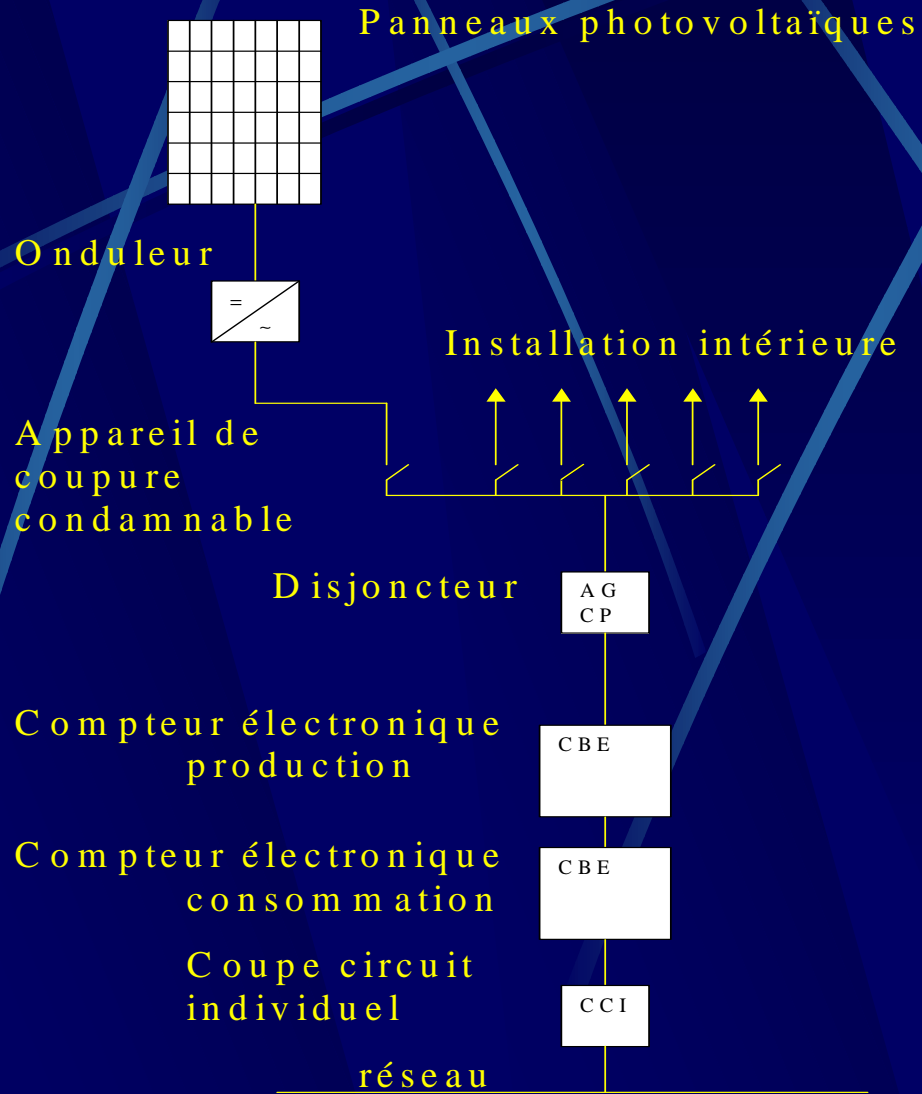 Panneaux photovoltaïques
Onduleur
=
~
Installation intérieure
Appareil de
coupure
condamnable
Disjoncteur
AG
CP
Compteur électronique
production
CBE
Compteur électronique
consommation
CBE
Coupe circuit
individuel
CCI
réseau